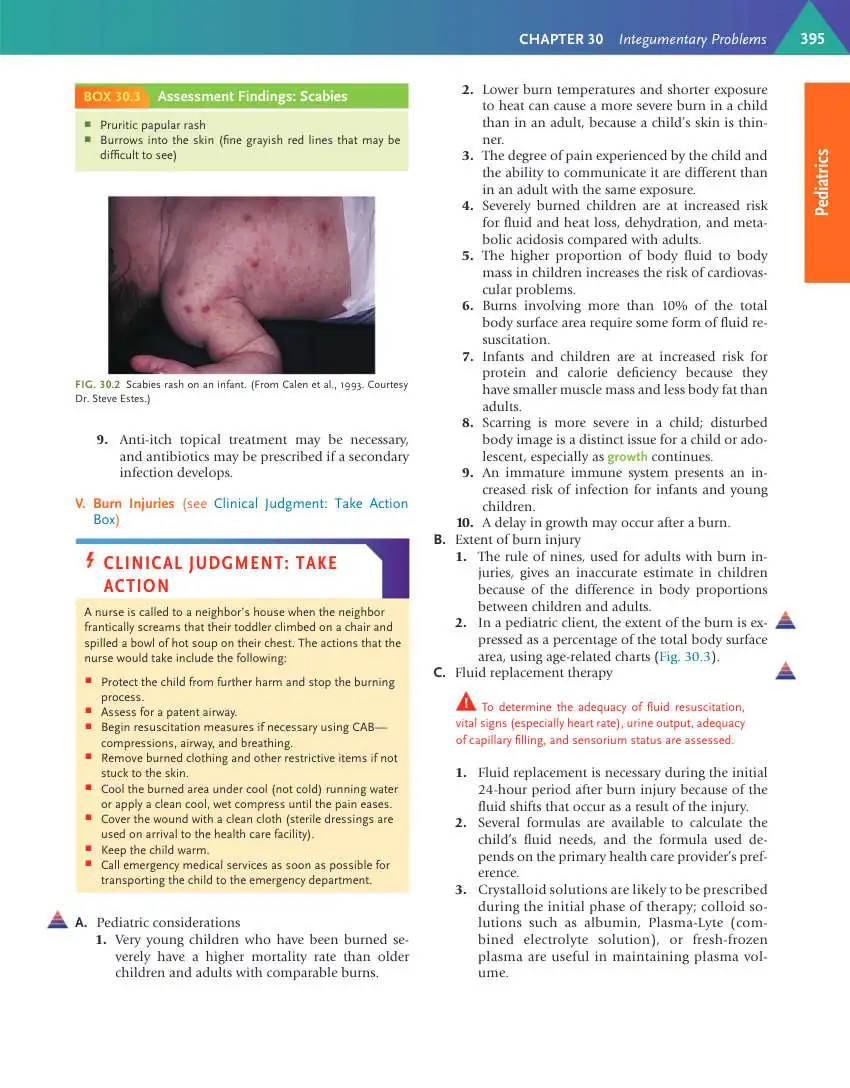 CHAPTER 30 Integumentary Problems 395
BOX 30.3 Assessment Findings: Scabies
■ Pruritic papular rash
■ Burrows into the skin (fine grayish red lines that may be
difficult to see)
FIG. 30.2 Scabies rash on an infant. (From Calen et al., 1993. Courtesy
Dr. Steve Estes.)
9. Anti-itch topical treatment may be necessary,
and antibiotics may be prescribed if a secondary
infection develops.
V. Burn Injuries (see Clinical Judgment: Take Action
Box)
CLINICAL JUDGMENT: TAKE
ACTION
A nurse is called to a neighbor's house when the neighbor
frantically screams that their toddler climbed on a chair and
spilled a bowl of hot soup on their chest. The actions that the
nurse would take include the following:
■ Protect the child from further harm and stop the burning
process.
■ Assess for a patent airway.
■ Begin resuscitation measures if necessary using CAB—
compressions, airway, and breathing.
■ Remove burned clothing and other restrictive items if not
stuck to the skin.
■ Cool the burned area under cool (not cold) running water
or apply a clean cool, wet compress until the pain eases.
■ Cover the wound with a clean cloth (sterile dressings are
used on arrival to the health care facility).
■ Keep the child warm.
■ Call emergency medical services as soon as possible for
transporting the child to the emergency department.
A. Pediatric considerations
1. Very young children who have been burned se-
verely have a higher mortality rate than older
children and adults with comparable burns.
2. Lower burn temperatures and shorter exposure
to heat can cause a more severe burn in a child
than in an adult, because a child's skin is thin-
ner.
3. The degree of pain experienced by the child and
the ability to communicate it are different than
in an adult with the same exposure.
4. Severely burned children are at increased risk
for fluid and heat loss, dehydration, and meta-
bolic acidosis compared with adults.
5. The higher proportion of body fluid to body
mass in children increases the risk of cardiovas-
cular problems.
6. Burns involving more than 10% of the total
body surface area require some form of fluid re-
suscitation.
7. Infants and children are at increased risk for
protein and calorie deficiency because they
have smaller muscle mass and less body fat than
adults.
8. Scarring is more severe in a child; disturbed
body image is a distinct issue for a child or ado-
lescent, especially as growth continues.
9. An immature immune system presents an in-
creased risk of infection for infants and young
children.
10. A delay in growth may occur after a burn.
B. Extent of burn injury
1. The rule of nines, used for adults with burn in-
juries, gives an inaccurate estimate in children
because of the difference in body proportions
between children and adults.
2. In a pediatric client, the extent of the burn is ex-
pressed as a percentage of the total body surface
area, using age-related charts (Fig. 30.3).
C. Fluid replacement therapy
To determine the adequacy of fluid resuscitation,
vital signs (especially heart rate), urine output, adequacy
of capillary filling, and sensorium status are assessed.
1. Fluid replacement is necessary during the initial
24-hour period after burn injury because of the
fluid shifts that occur as a result of the injury.
2. Several formulas are available to calculate the
child's fluid needs, and the formula used de-
pends on the primary health care provider's pref-
erence.
3. Crystalloid solutions are likely to be prescribed
during the initial phase of therapy; colloid so-
lutions such as albumin, Plasma-Lyte (com-
bined electrolyte solution), or fresh-frozen
plasma are useful in maintaining plasma vol-
ume.
Pediatrics